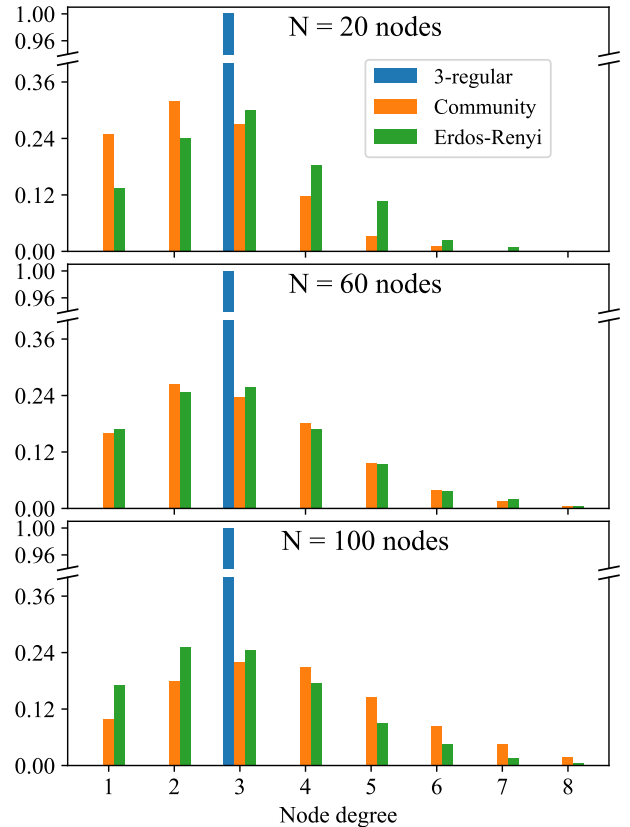 1.00
N = 20 nodes
0.96
0.36
3-regular
Community
Erdos-Renyi
0.24
0.12
0.00
1.00
N = 60 nodes
0.96
0.36
0.24
0.12
0.00
1.00
N = 100 nodes
0.96
0.36
0.24
0.12
0.00
1 2 3 4 5 6 7 8
Node degree